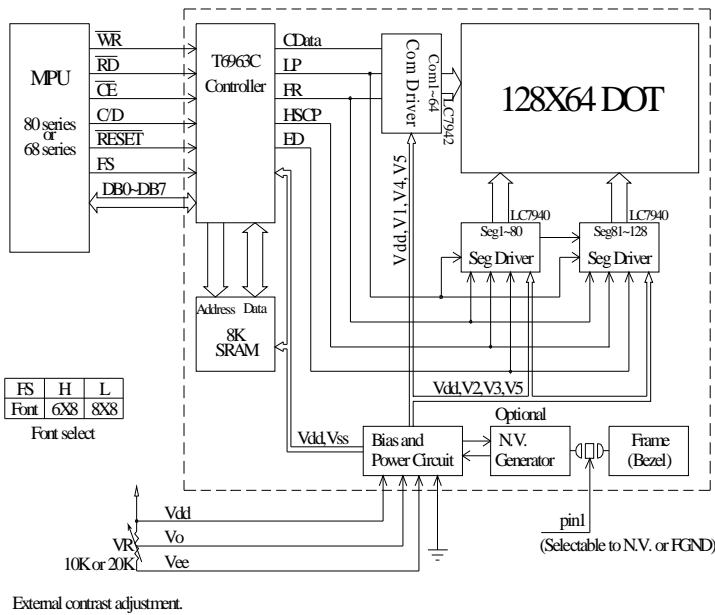 MPU
80 series
or
68 series
WR
RD
CE
C/D
RESET
FS
DB0~DB7
T6963C
Controller
CData
LP
FR
HSCP
ED
Com Driver
Com1~64
LC7942
128X64 DOT
Vdd,V1,V4,V5
LC7940
Seg1~80
Seg Driver
LC7940
Seg81~128
Seg Driver
Address
Data
8K
SRAM
Vdd,V2,V3,V5
FS H L
Font 6X8 8X8
Font select
Vdd,Vss
Bias and
Power Circuit
Optional
N.V.
Generator
Frame
(Bezel)
pin1
(Selectable to N.V. or FGND)
Vdd
Vo
Vee
VR
10K or 20K
External contrast adjustment.